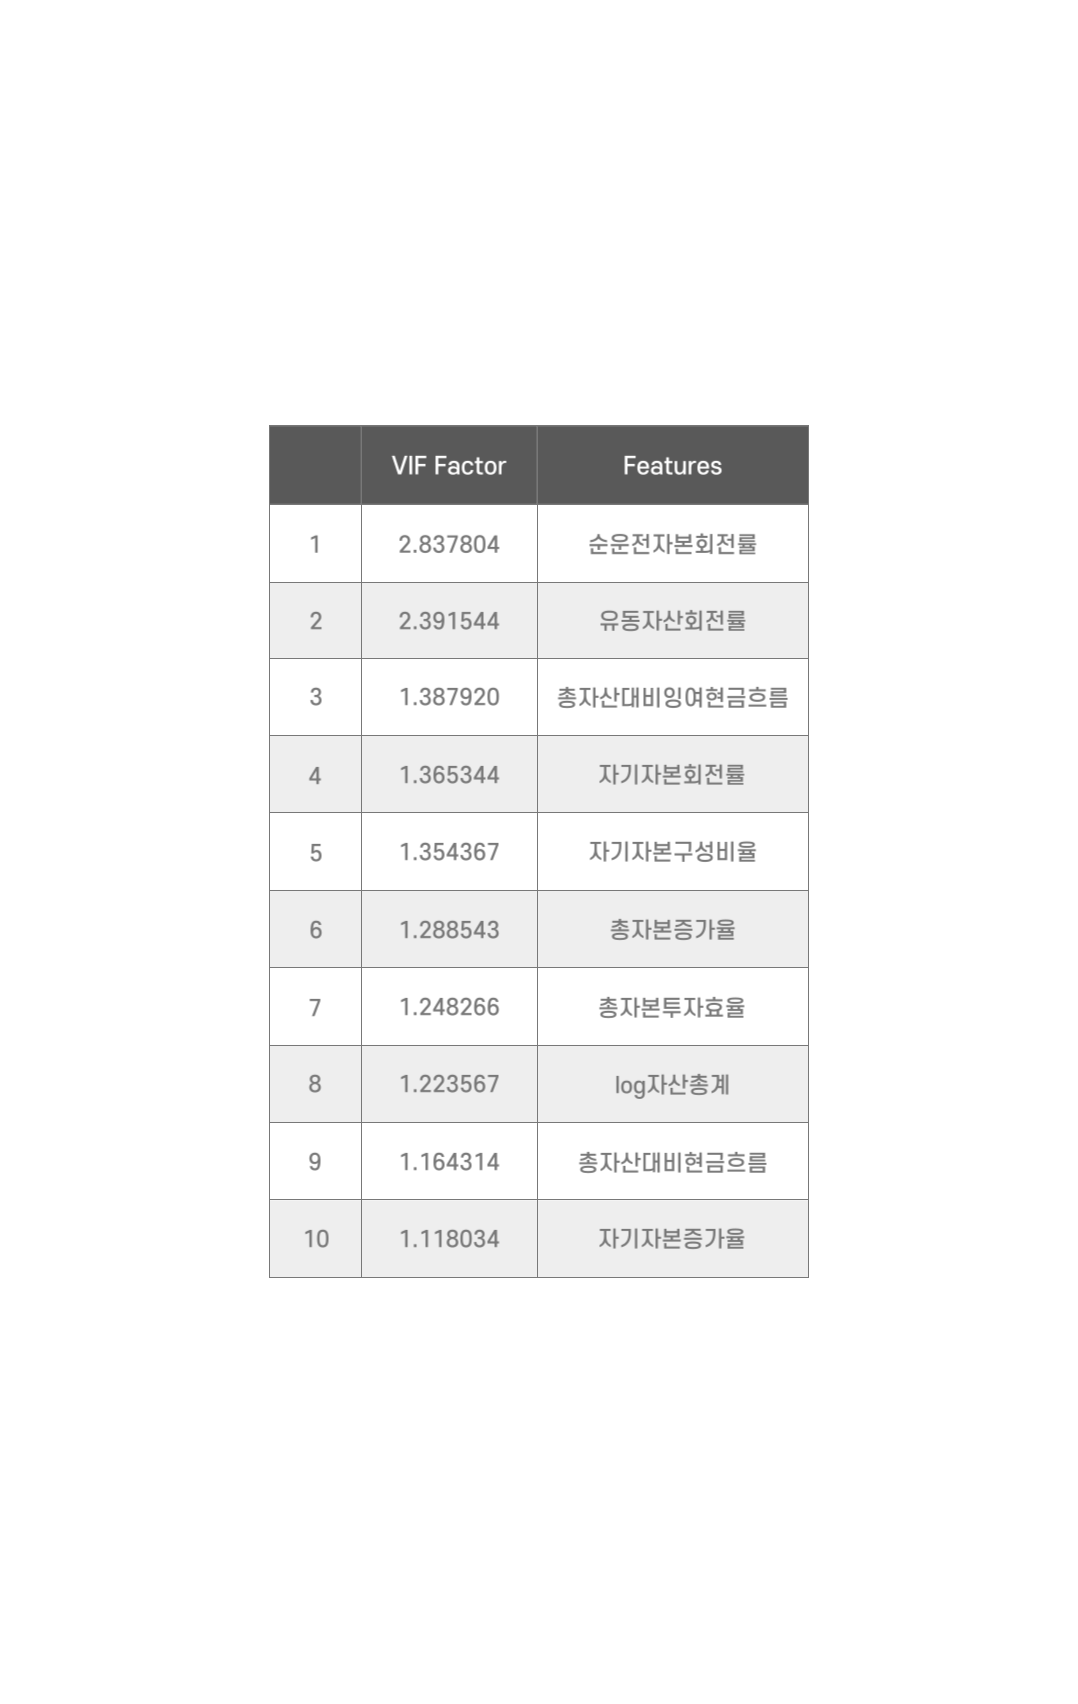 VIF Factor Features
1 2.837804 순운전자본회전률
2 2.391544 유동자산회전률
3 1.387920 총자산대비잉여현금흐름
4 1.365344 자기자본회전률
5 1.354367 자기자본구성비율
6 1.288543 총자본증가율
7 1.248266 총자본투자효율
8 1.223567 log자산총계
9 1.164314 총자산대비현금흐름
10 1.118034 자기자본증가율